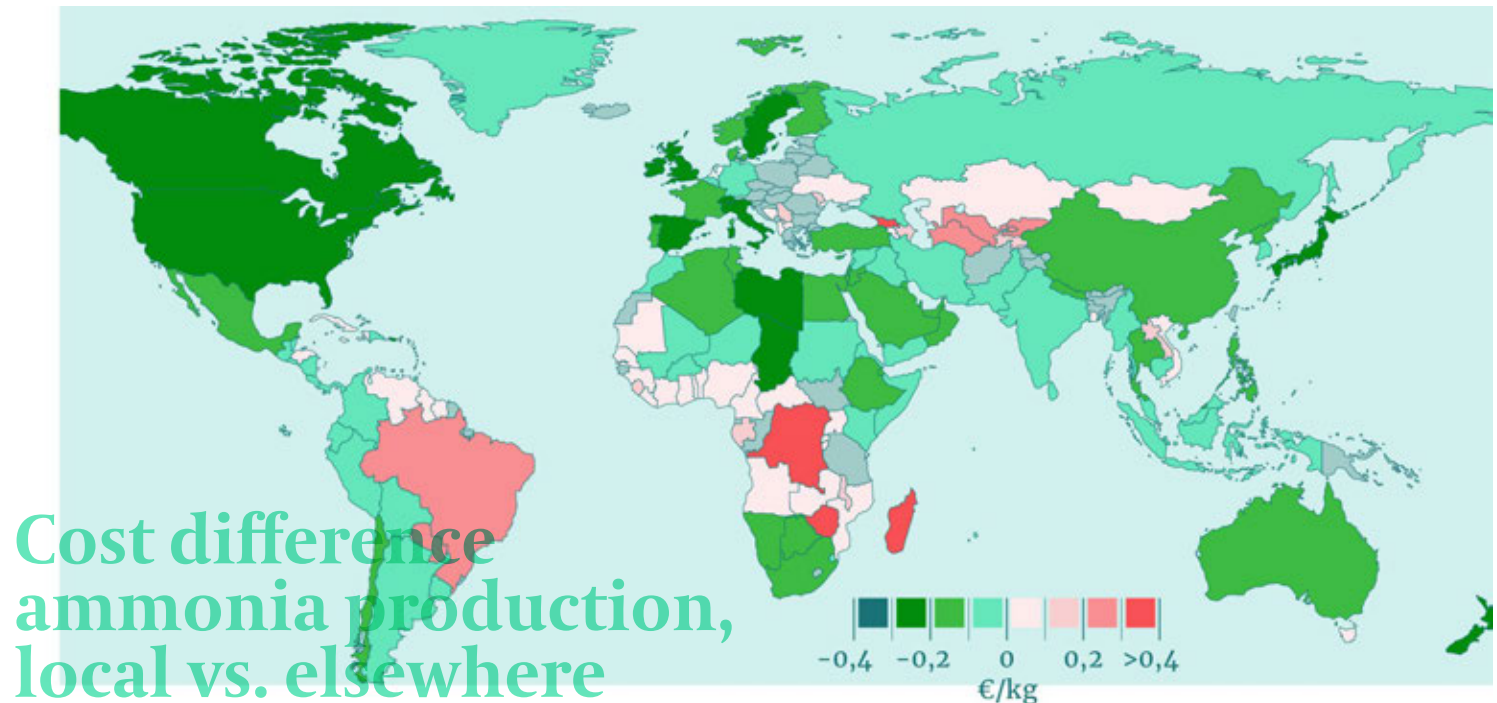 Cost difference
ammonia production,
local vs. elsewhere
-0,4 -0,2 0 0,2 >0,4
€/kg